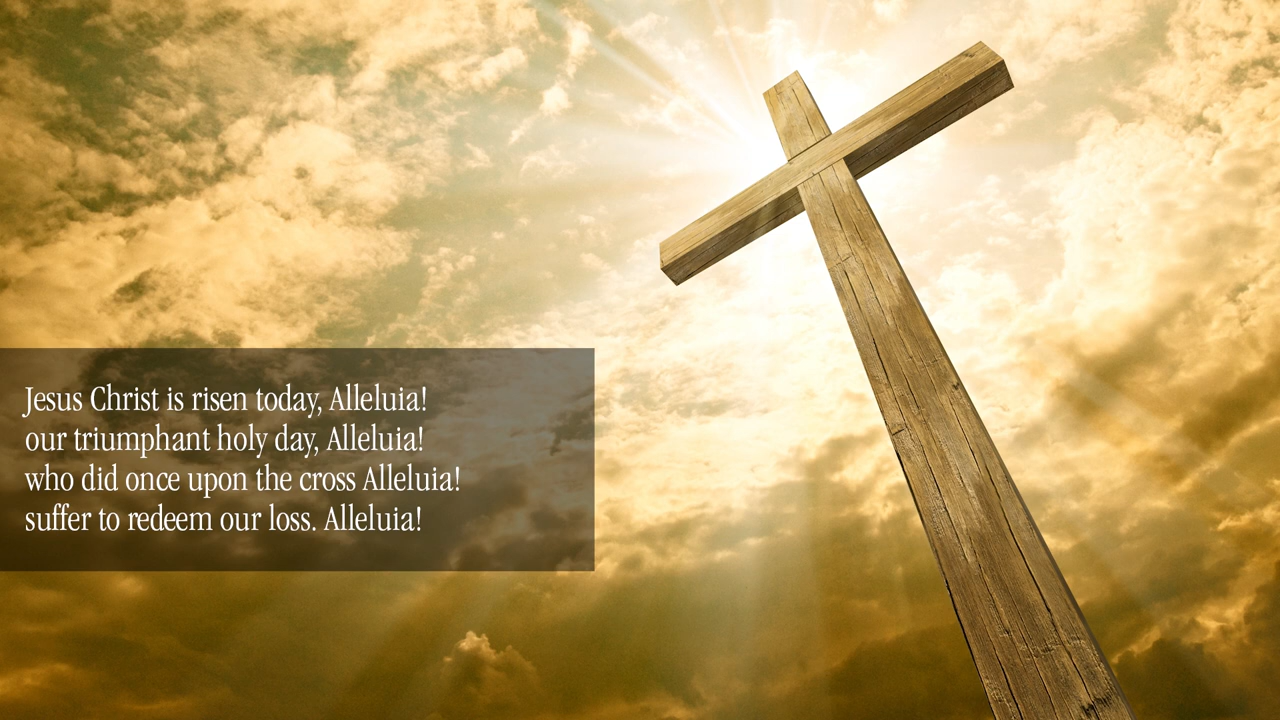 Jesus Christ is risen today, Alleluia!
our triumphant holy day, Alleluia!
who did once upon the cross Alleluia!
suffer to redeem our loss. Alleluia!